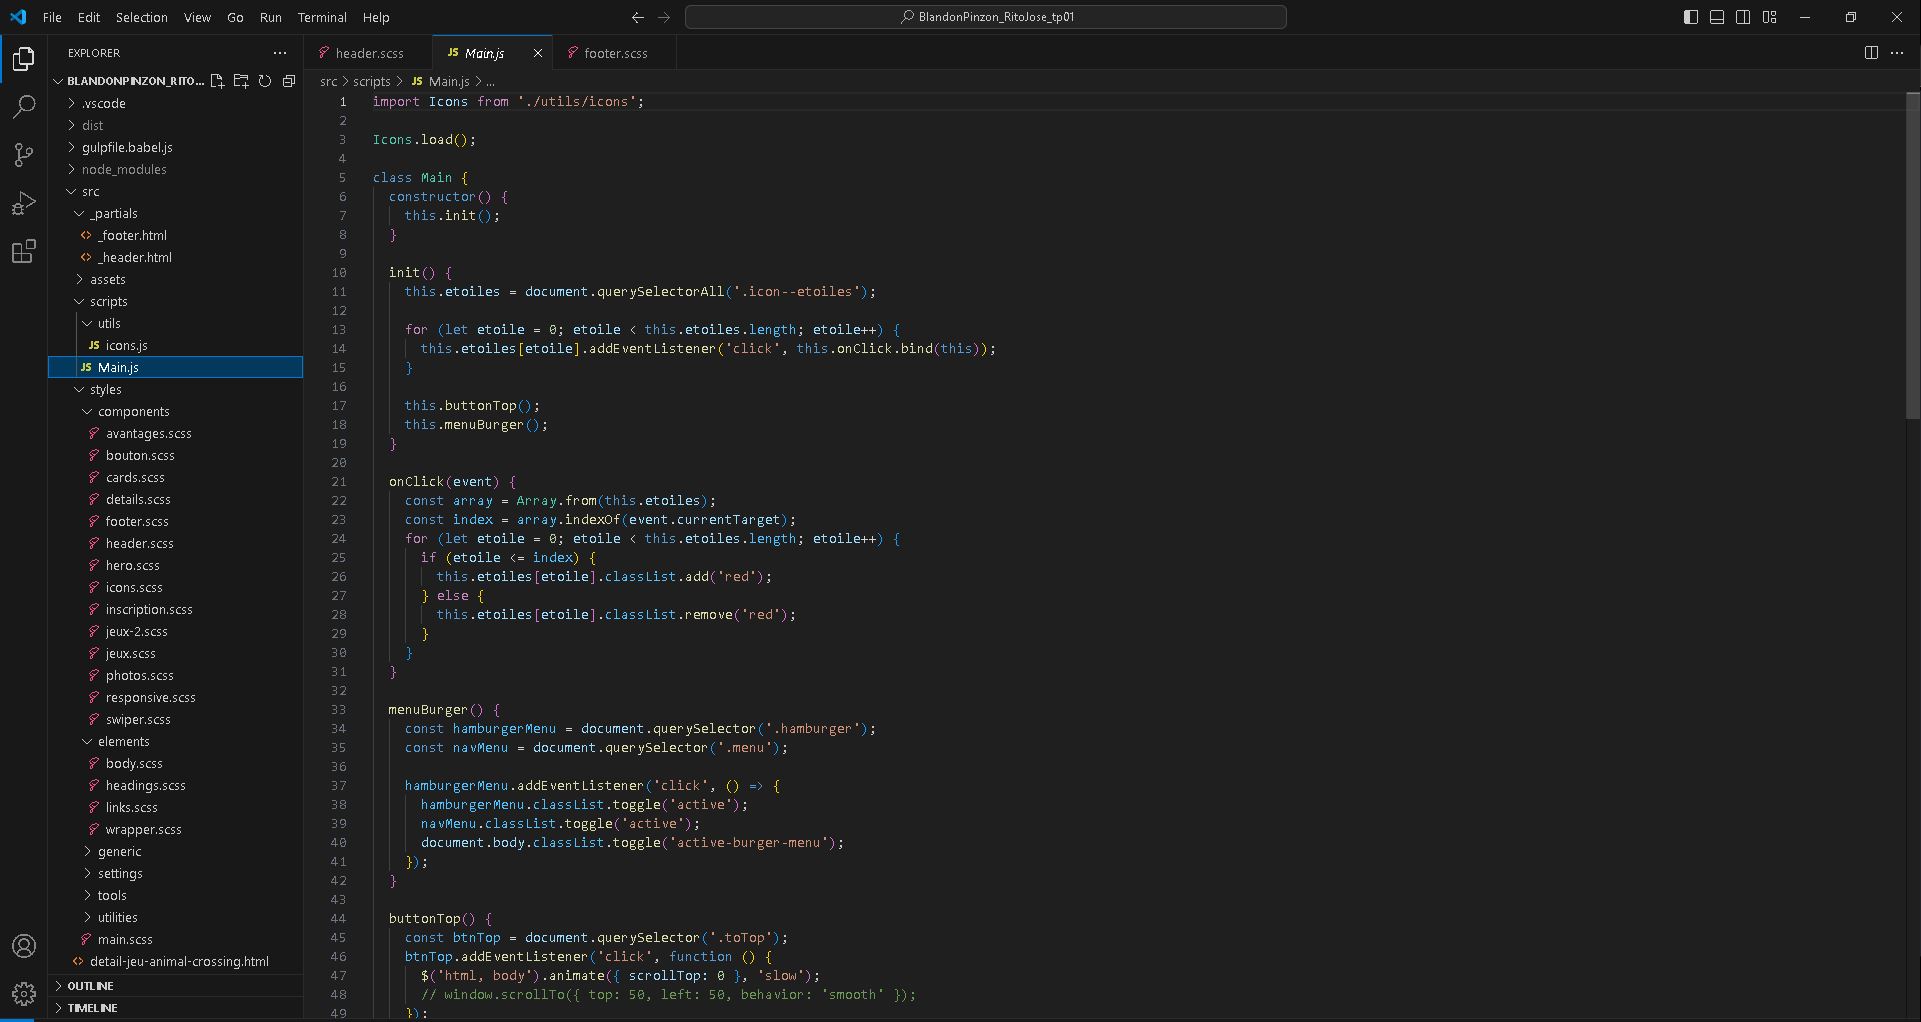 File Edit Selection View Go Run Terminal Help
BlandonPinzon_RitoJose_tp01
EXPLORER
BLANDONPINZON_RITO...
.vscode
dist
gulpfile.babel.js
node_modules
src
_partials
_footer.html
_header.html
assets
scripts
utils
JS icons.js
JS Main.js
styles
components
avantages.scss
bouton.scss
cards.scss
details.scss
footer.scss
header.scss
hero.scss
icons.scss
inscription.scss
jeux-2.scss
jeux.scss
photos.scss
responsive.scss
swiper.scss
elements
body.scss
headings.scss
links.scss
wrapper.scss
generic
settings
tools
utilities
main.scss
detail-jeu-animal-crossing.html
OUTLINE
TIMELINE
header.scss JS Main.js footer.scss
src > scripts > JS Main.js > ...
1 import Icons from './utils/icons';
2
3 Icons.load();
4
5 class Main {
6 constructor() {
7 this.init();
8 }
9
10 init() {
11 this.etoiles = document.querySelectorAll('.icon--etoiles');
12
13 for (let etoile = 0; etoile < this.etoiles.length; etoile++) {
14 this.etoiles[etoile].addEventListener('click', this.onClick.bind(this));
15 }
16
17 this.buttonTop();
18 this.menuBurger();
19 }
20
21 onClick(event) {
22 const array = Array.from(this.etoiles);
23 const index = array.indexOf(event.currentTarget);
24 for (let etoile = 0; etoile < this.etoiles.length; etoile++) {
25 if (etoile <= index) {
26 this.etoiles[etoile].classList.add('red');
27 } else {
28 this.etoiles[etoile].classList.remove('red');
29 }
30 }
31 }
32
33 menuBurger() {
34 const hamburgerMenu = document.querySelector('.hamburger');
35 const navMenu = document.querySelector('.menu');
36
37 hamburgerMenu.addEventListener('click', () => {
38 hamburgerMenu.classList.toggle('active');
39 navMenu.classList.toggle('active');
40 document.body.classList.toggle('active-burger-menu');
41 });
42 }
43
44 buttonTop() {
45 const btnTop = document.querySelector('.toTop');
46 btnTop.addEventListener('click', function () {
47 $('html, body').animate({ scrollTop: 0 }, 'slow');
48 // window.scrollTo({ top: 50, left: 50, behavior: 'smooth' });
49 });